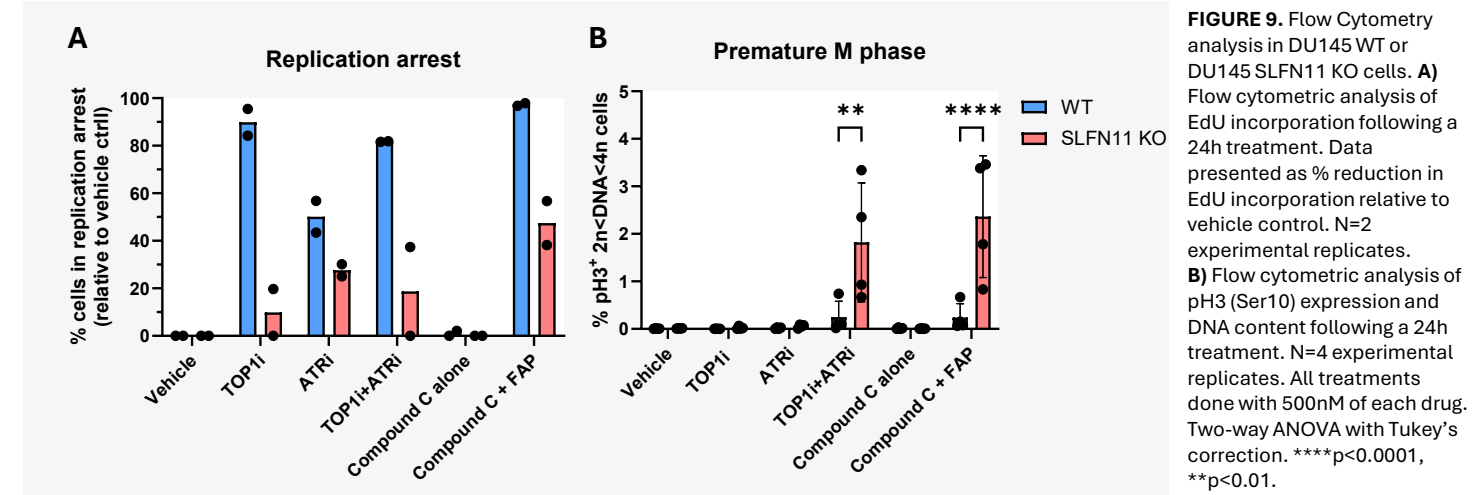 A
Replication arrest
% cells in replication arrest
(relative to vehicle ctrll)
100
80
60
40
20
0
Vehicle
TOP1i
ATRi
TOP1i+ATRi
Compound C alone
Compound C + FAP
B
Premature M phase
% pH3⁺ 2n<DNA<4n cells
5
4
3
2
1
0
**
****
Vehicle
TOP1i
ATRi
TOP1i+ATRi
Compound C alone
Compound C + FAP
WT
SLFN11 KO
FIGURE 9. Flow Cytometry
analysis in DU145 WT or
DU145 SLFN11 KO cells. A)
Flow cytometric analysis of
EdU incorporation following a
24h treatment. Data
presented as % reduction in
EdU incorporation relative to
vehicle control. N=2
experimental replicates.
B) Flow cytometric analysis of
pH3 (Ser10) expression and
DNA content following a 24h
treatment. N=4 experimental
replicates. All treatments
done with 500nM of each drug.
Two-way ANOVA with Tukey’s
correction. ****p<0.0001,
**p<0.01.